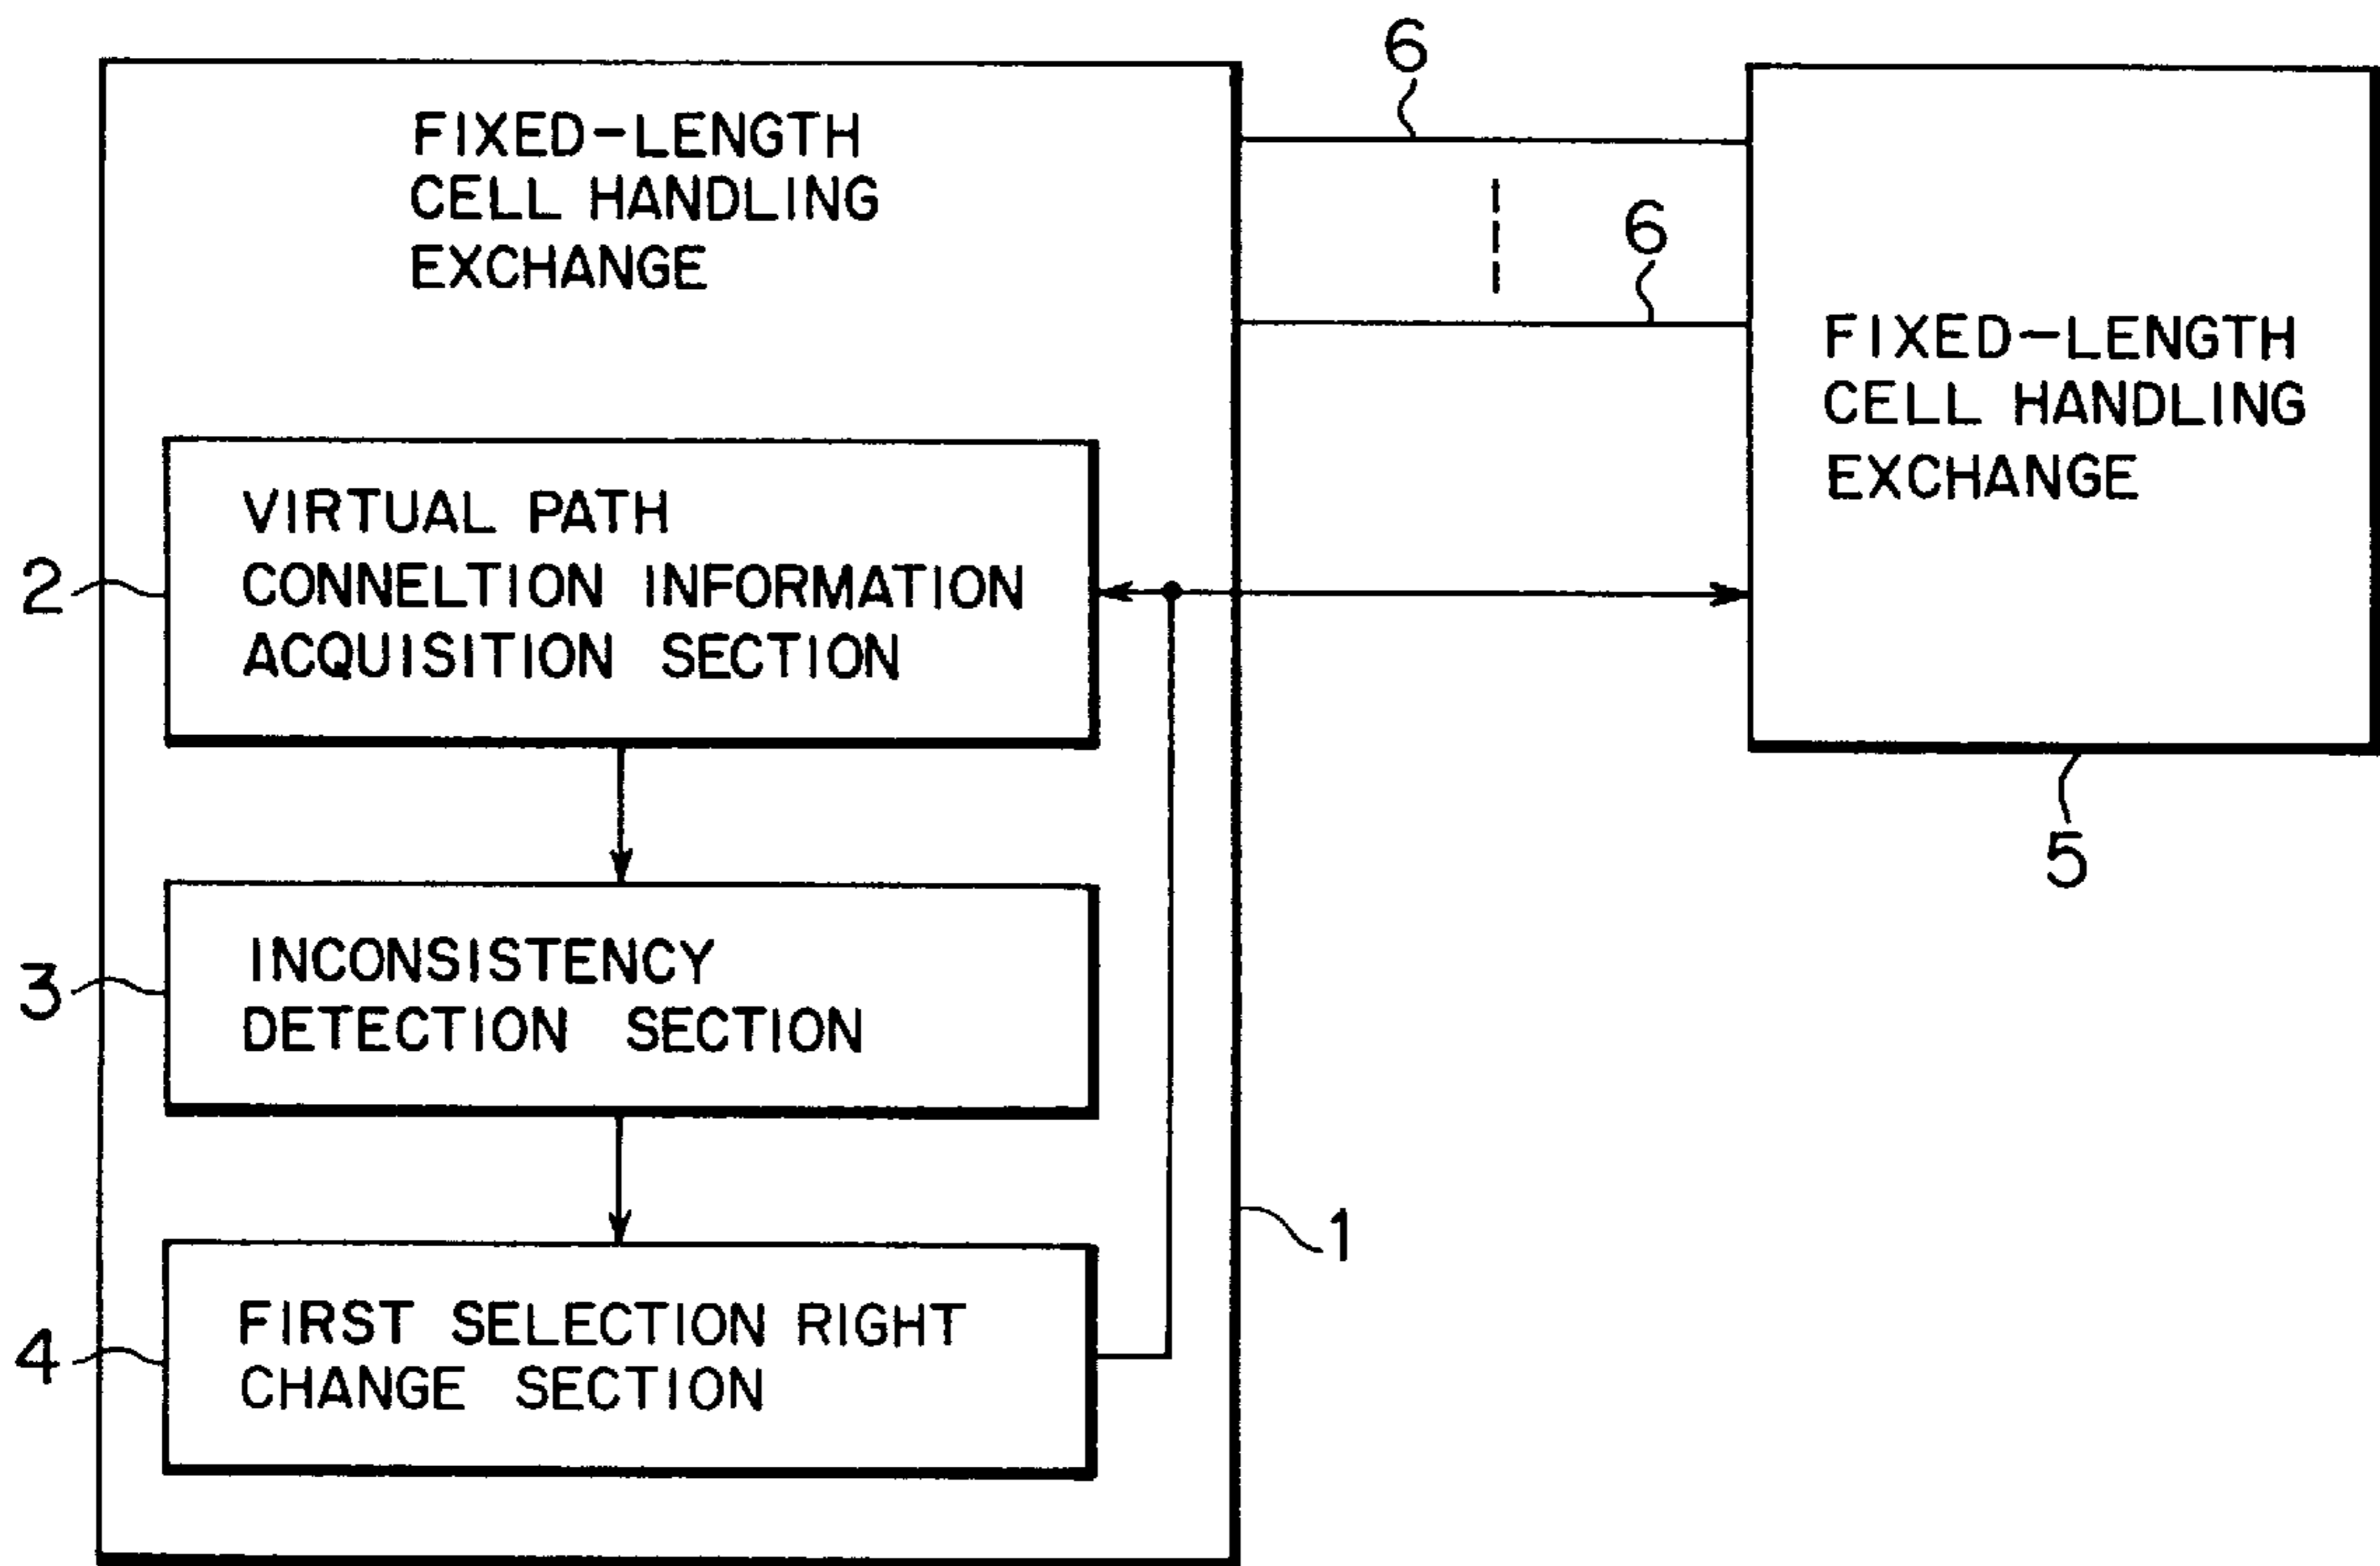 6
FIXED-LENGTH
CELL HANDLING
EXCHANGE
6
FIXED-LENGTH
CELL HANDLING
EXCHANGE
2
VIRTUAL PATH
CONNELTION INFORMATION
ACQUISITION SECTION
5
3
INCONSISTENCY
DETECTION SECTION
1
4
FIRST SELECTION RIGHT
CHANGE SECTION